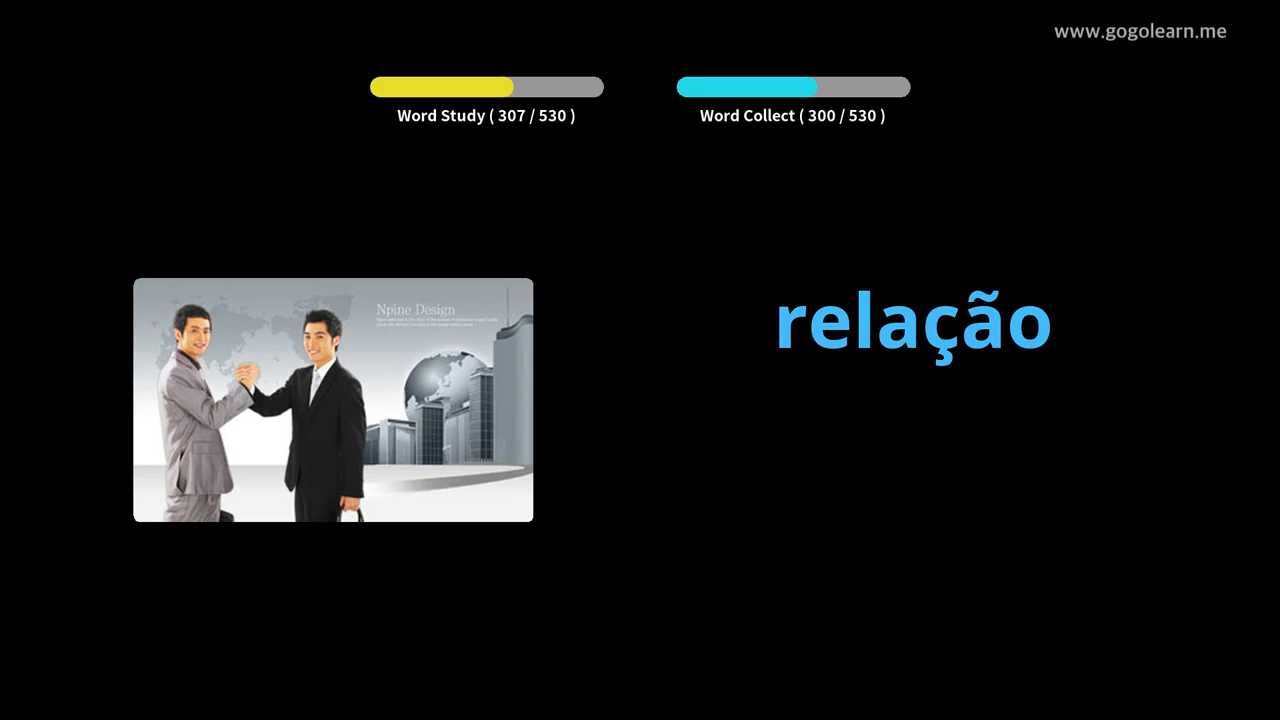 www.gogolearn.me
Word Study ( 307 / 530 )
Word Collect ( 300 / 530 )
Npine Design
relação